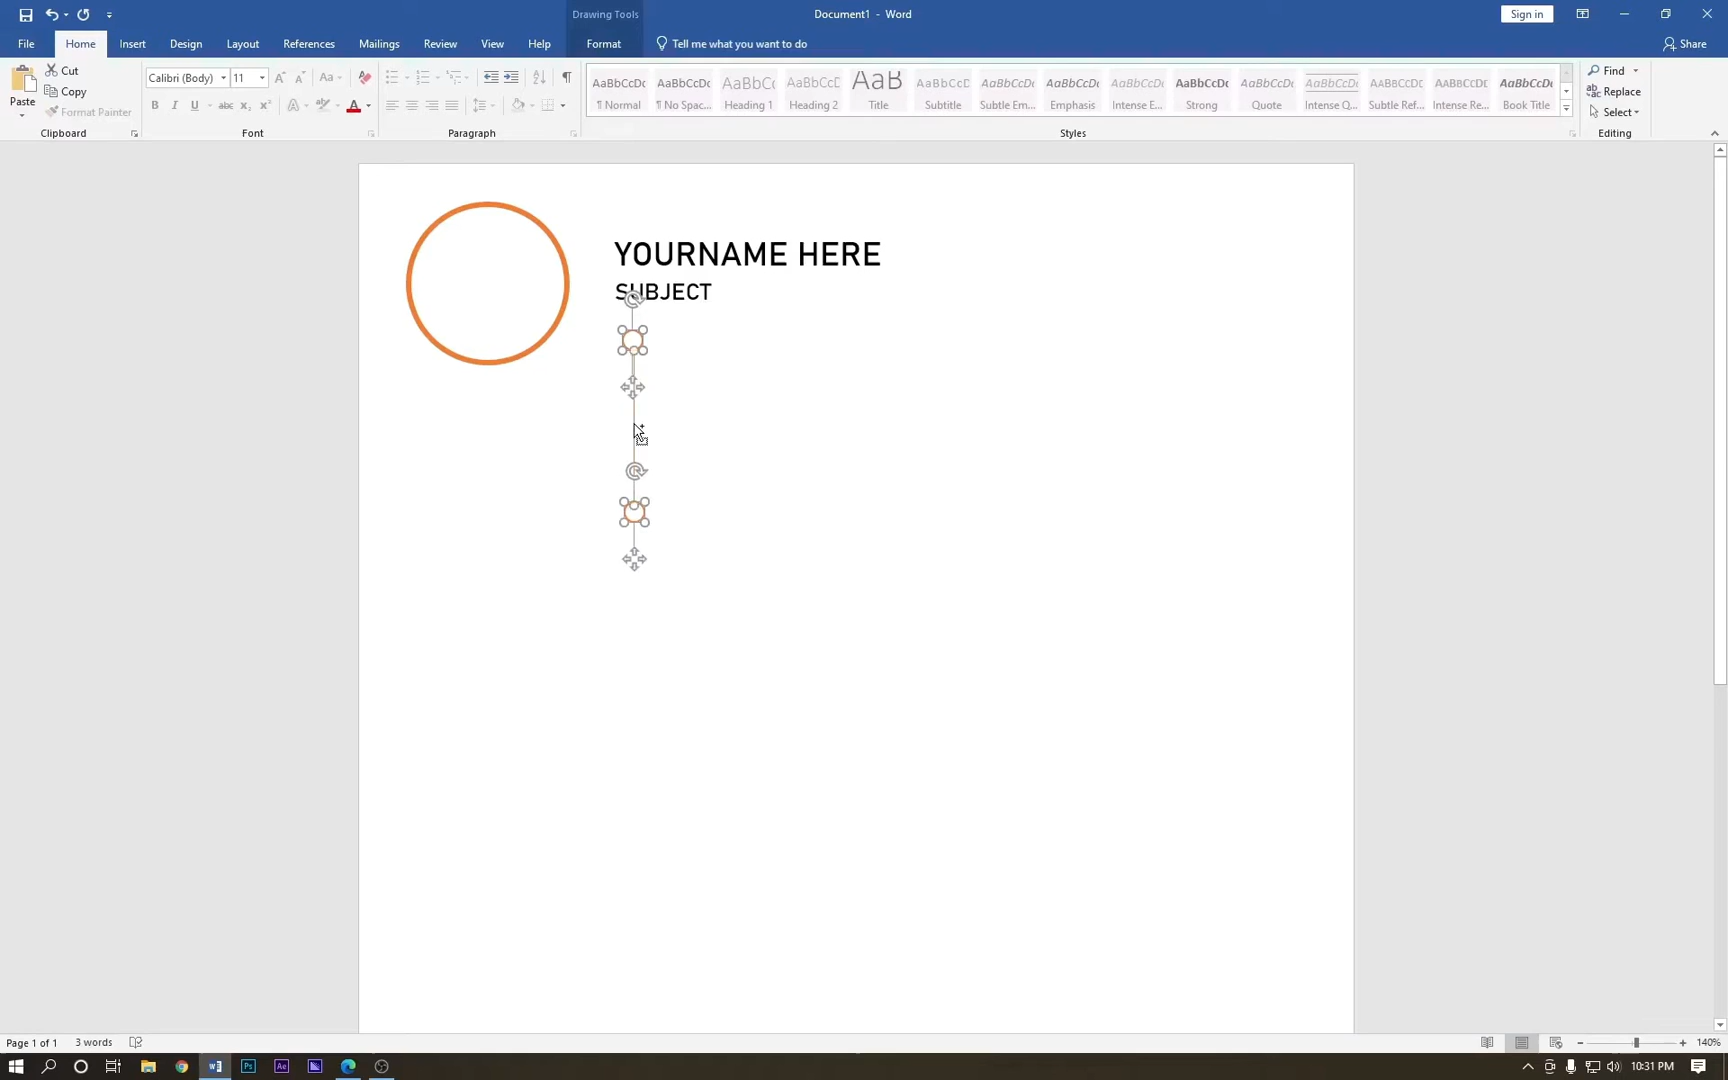 Drawing Tools
Document1 - Word
Sign in
File
Home
Insert
Design
Layout
References
Mailings
Review
View
Help
Format
Tell me what you want to do
Share
Paste
Cut
Copy
Format Painter
Clipboard
Calibri (Body)
11
Font
Paragraph
AaBbCcDc
¶ Normal
AaBbCcDc
¶ No Spac...
AaBbCc
Heading 1
AaBbCcD
Heading 2
AaB
Title
AaBbCcD
Subtitle
AaBbCcDc
Subtle Em...
AaBbCcDc
Emphasis
AaBbCcDc
Intense E...
AaBbCcDc
Strong
AaBbCcDc
Quote
AaBbCcDc
Intense Q...
AaBbCcDc
Subtle Ref...
AaBbCcDc
Intense Re...
AaBbCcDc
Book Title
Styles
Find
Replace
Select
Editing
YOURNAME HERE
SUBJECT
Page 1 of 1
3 words
140%
10:31 PM